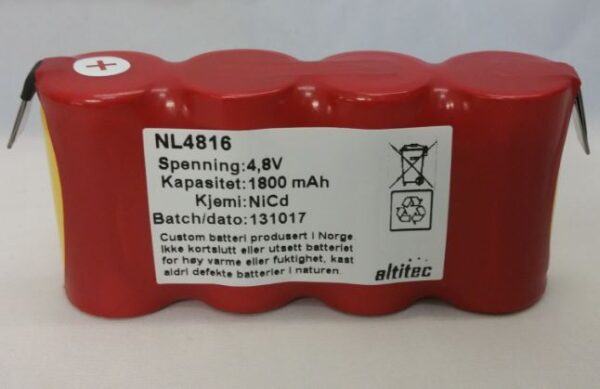 +
NL4816
Spenning:4,8V
Kapasitet:1800 mAh
Kjemi:NiCd
Batch/dato:131017
Custom batteri produsert i Norge.
Ikke kortslutt eller utsett batteriet
for høy varme eller fuktighet, kast
aldri defekte batterier i naturen.
altitec